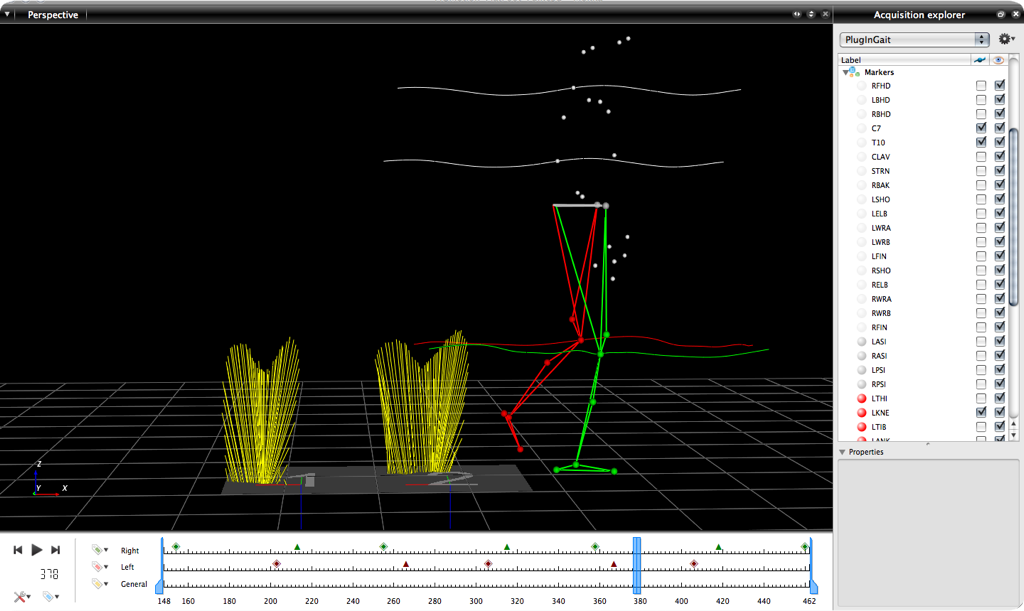 Perspective
Acquisition explorer
PlugInGait
Label
Markers
RFHD
LBHD
RBHD
C7
T10
CLAV
STRN
RBAK
LSHO
LELB
LWRA
LWRB
LFIN
RSHO
RELB
RWRA
RWRB
RFIN
LASI
RASI
LPSI
RPSI
LTHI
LKNE
LTIB
LANK
Properties
Z
Y X
1 2
Right
Left
378
General
148 160 180 200 220 240 260 280 300 320 340 360 380 400 420 440 462